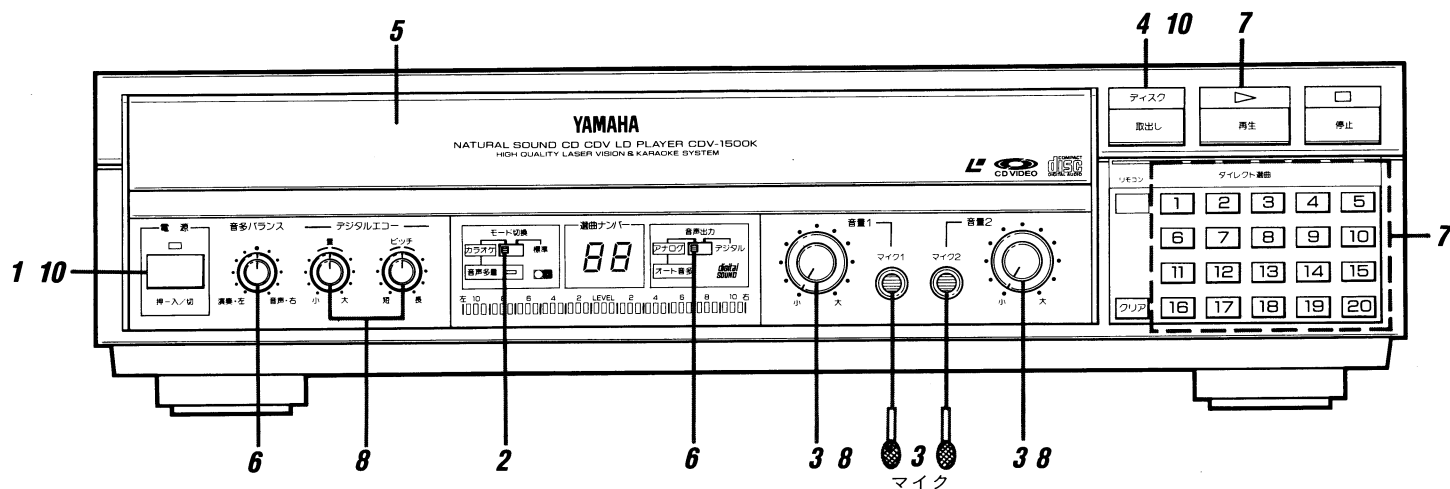 5
4 10
7
YAMAHA
NATURAL SOUND CD CDV LD PLAYER CDV-1500K
HIGH QUALITY LASER VISION & KARAOKE SYSTEM
CD VIDEO
COMPACT
disc
DIGITAL AUDIO
ディスク
取出し
再生
停止
リモコン
ダイレクト選曲
1 2 3 4 5
6 7 8 9 10
11 12 13 14 15
クリア 16 17 18 19 20
7
1 10
電 源
押-入/切
音多バランス
演奏・左 音声・右
デジタルエコー
量
小 大
ピッチ
短 長
モード切換
カラオケ 標準
音声多重
選曲ナンバー
88
音声出力
アナログ デジタル
オート音多
digital
SOUND
左 10 8 6 4 2 LEVEL 2 4 6 8 10 右
音量1
小 大
マイク1
マイク2
音量2
小 大
6
8
2
6
3 8
3
マイク
3 8